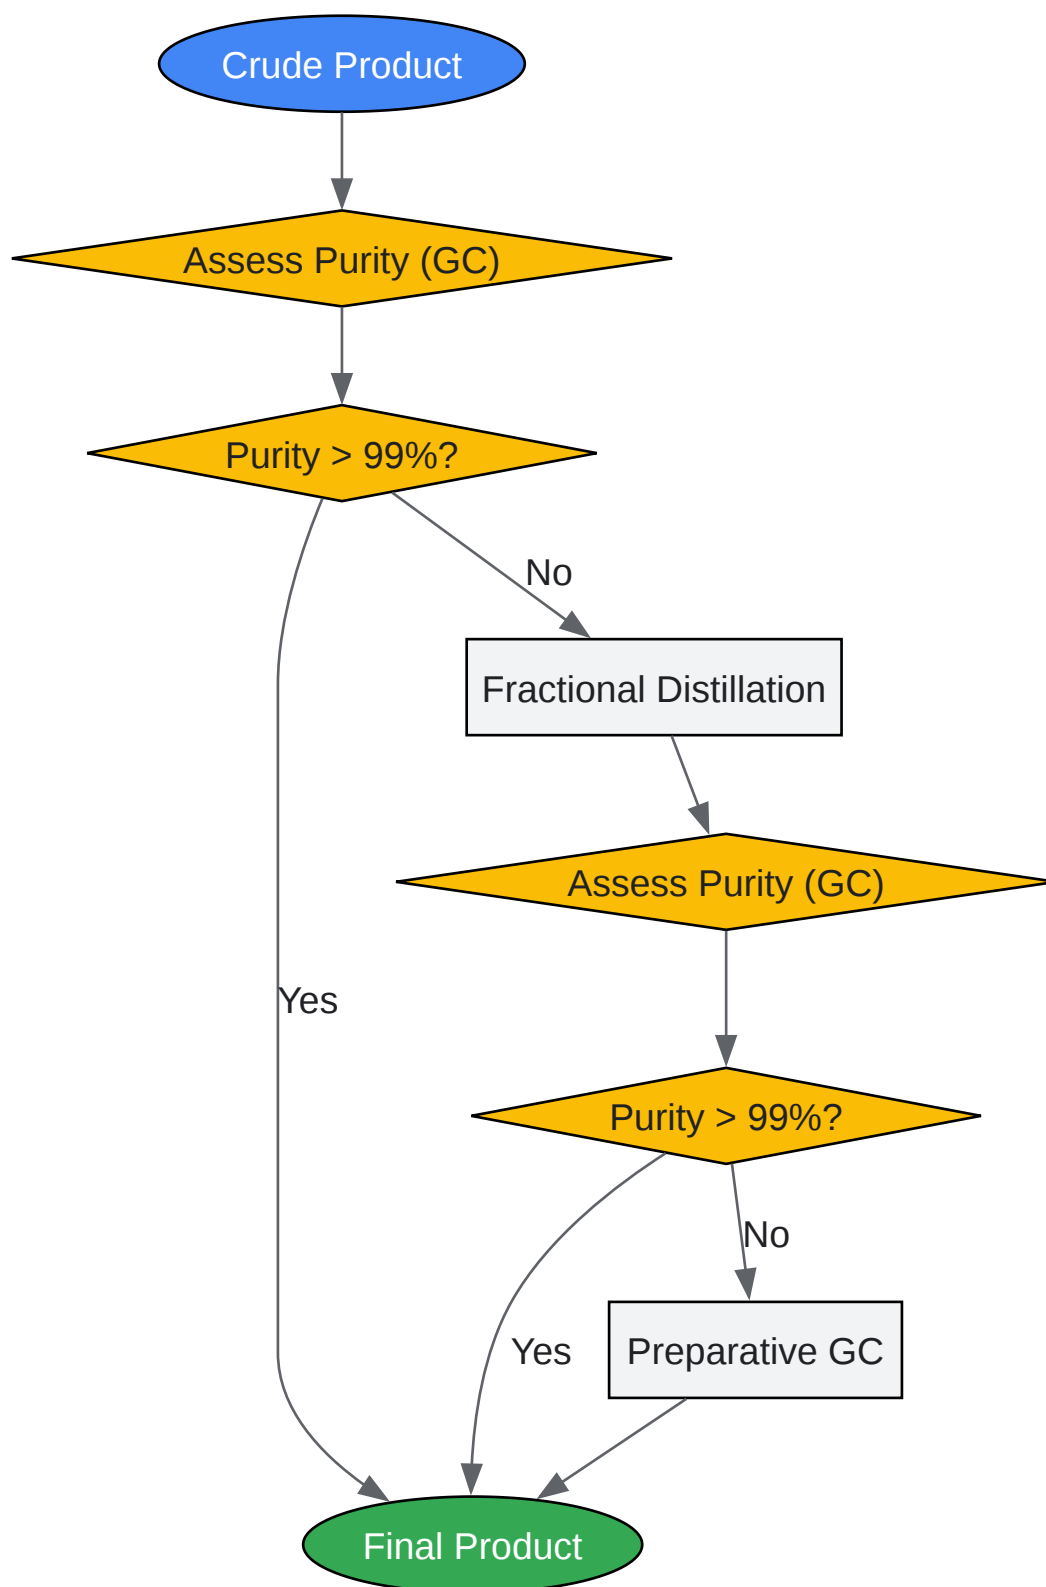 Crude Product
Assess Purity (GC)
Purity > 99%?
No
Fractional Distillation
Assess Purity (GC)
Yes
Purity > 99%?
No
Yes
Preparative GC
Final Product